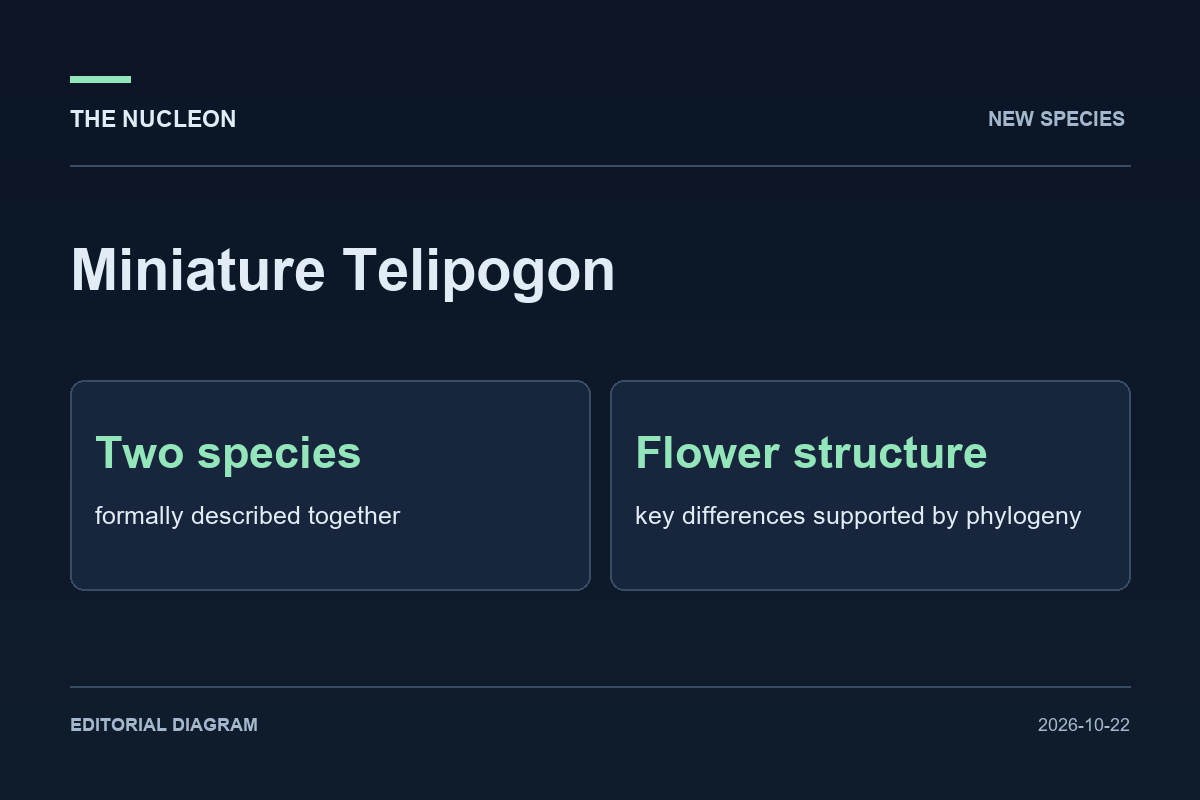 THE NUCLEON
NEW SPECIES
Miniature Telipogon
Two species
formally described together
Flower structure
key differences supported by phylogeny
EDITORIAL DIAGRAM
2026-10-22